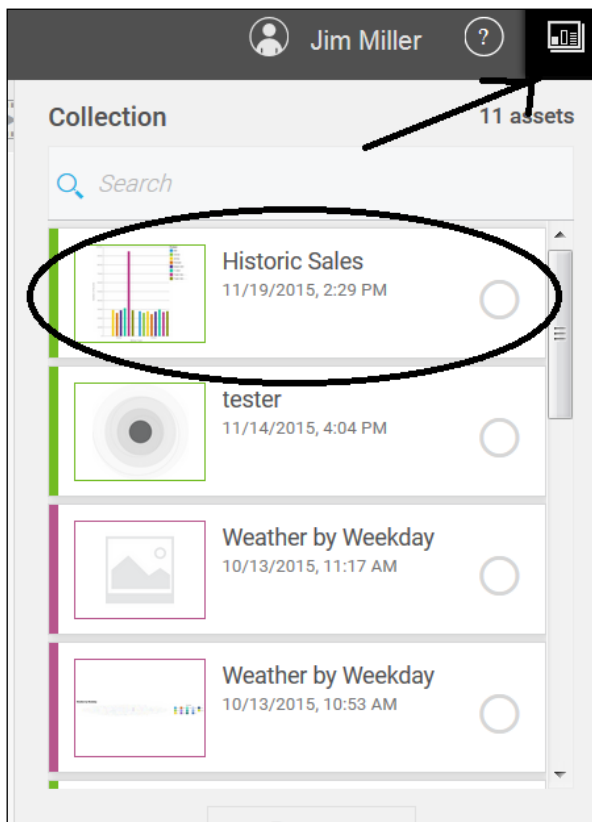 Jim Miller ?
Collection 11 assets
Search
Historic Sales
11/19/2015, 2:29 PM
tester
11/14/2015, 4:04 PM
Weather by Weekday
10/13/2015, 11:17 AM
Weather by Weekday
10/13/2015, 10:53 AM